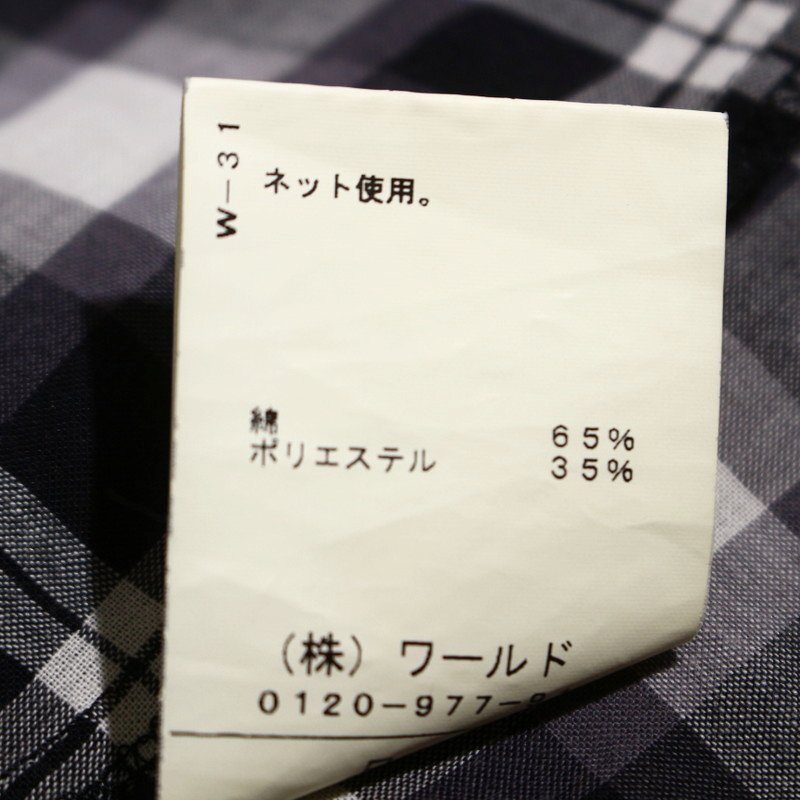 W-31
ネット使用。
綿 65%
ポリエステル 35%
(株)ワールド
0120-977-